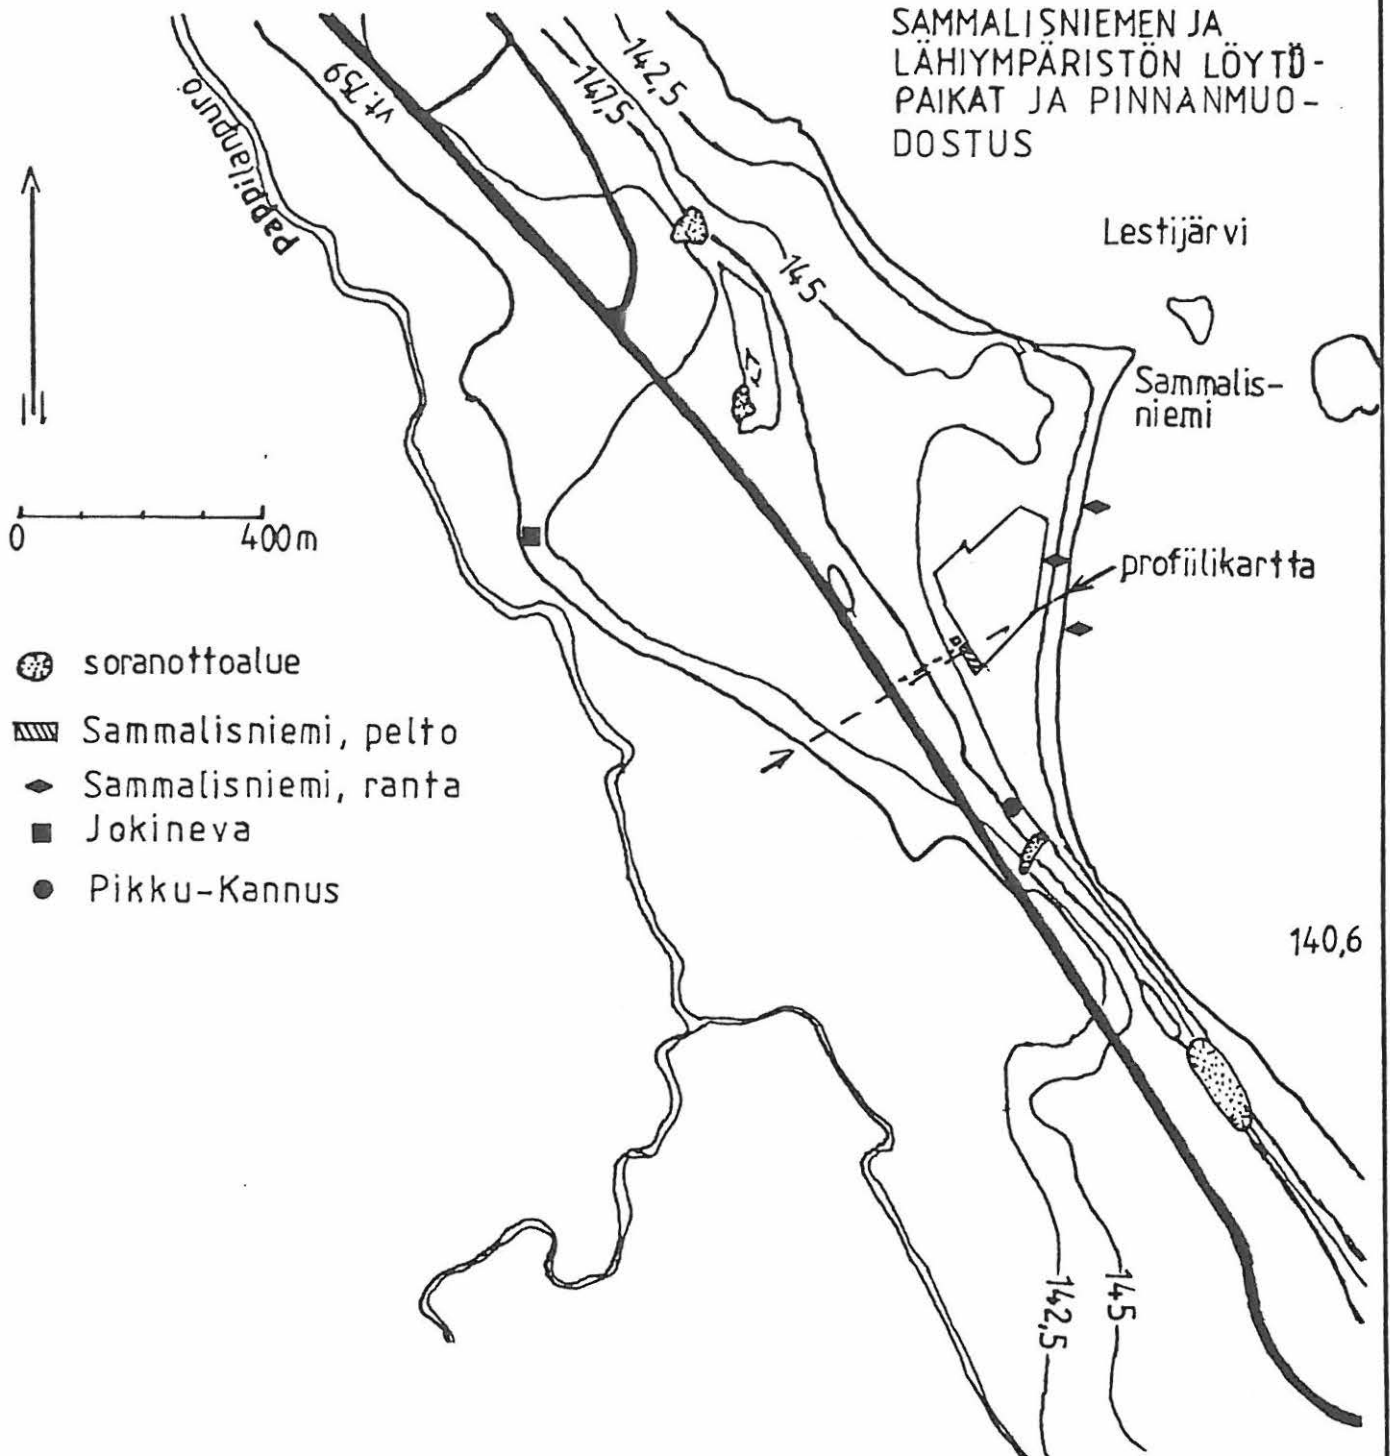 SAMMALISNIEMEN JA
LÄHIYMPÄRISTÖN LÖYTÖ-
PAIKAT JA PINNANMUO-
DOSTUS
142,5
147,5
vt.759
Pappilanpuro
Lestijärvi
145
Sammalis-
niemi
0 400m
profiilikartta
soranottoalue
Sammalisniemi, pelto
Sammalisniemi, ranta
Jokineva
Pikku-Kannus
140,6
142,5
145